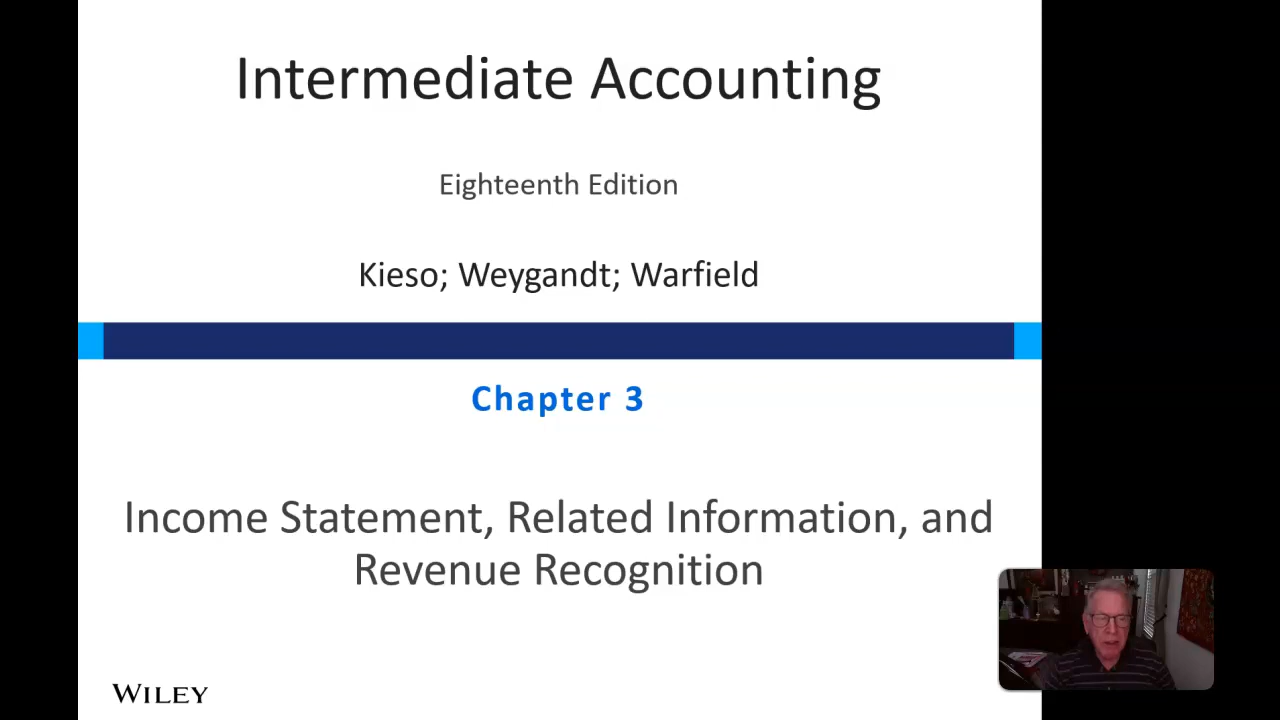 Intermediate Accounting
Eighteenth Edition
Kieso; Weygandt; Warfield
Chapter 3
Income Statement, Related Information, and
Revenue Recognition
WILEY